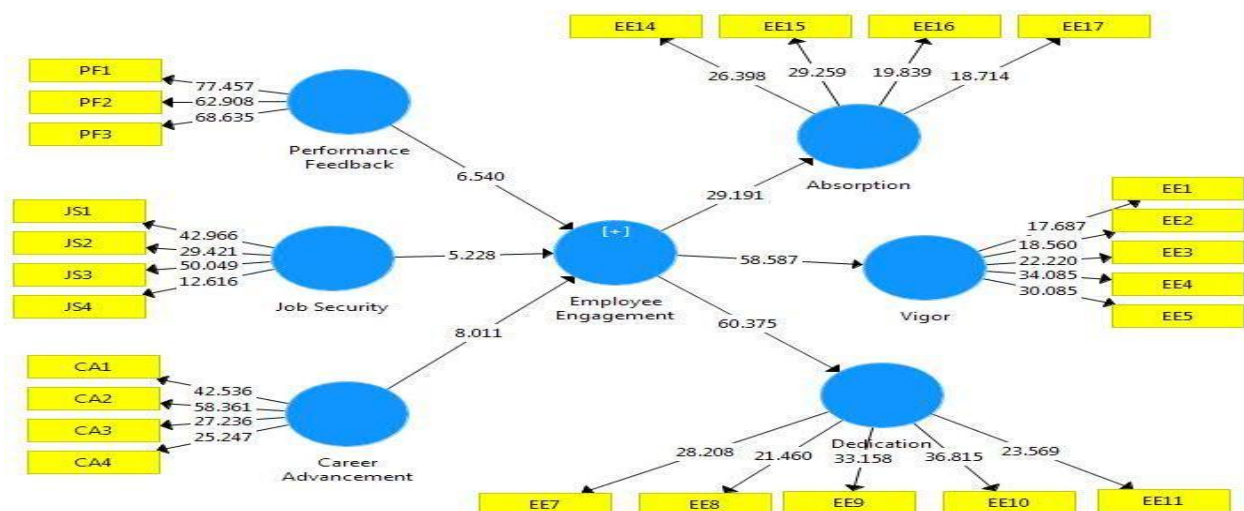 EE14
EE15
EE16
EE17
26.398
29.259
19.839
18.714
PF1
PF2
PF3
77.457
62.908
68.635
Performance
Feedback
6.540
Absorption
29.191
JS1
JS2
JS3
JS4
42.966
29.421
50.049
12.616
Job Security
5.228
[+]
Employee
Engagement
58.587
Vigor
17.687
18.560
22.220
34.085
30.085
EE1
EE2
EE3
EE4
EE5
8.011
60.375
CA1
CA2
CA3
CA4
42.536
58.361
27.236
25.247
Career
Advancement
Dedication
28.208
21.460
33.158
36.815
23.569
EE7
EE8
EE9
EE10
EE11